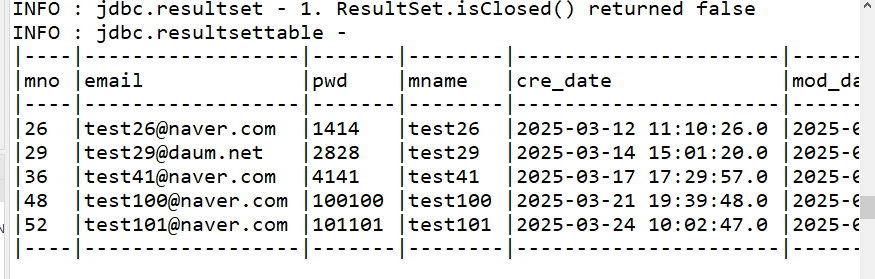 INFO : jdbc.resultset - 1. ResultSet.isClosed() returned false
INFO : jdbc.resultsettable -
|----|------------------|-------|--------|----------------------|------
|mno |email |pwd |mname |cre_date |mod_da
|----|------------------|-------|--------|----------------------|------
|26 |test26@naver.com |1414 |test26 |2025-03-12 11:10:26.0 |2025-0
|29 |test29@daum.net |2828 |test29 |2025-03-14 15:01:20.0 |2025-0
|36 |test41@naver.com |4141 |test41 |2025-03-17 17:29:57.0 |2025-0
|48 |test100@naver.com |100100 |test100 |2025-03-21 19:39:48.0 |2025-0
|52 |test101@naver.com |101101 |test101 |2025-03-24 10:02:47.0 |2025-0
|----|------------------|-------|--------|----------------------|------